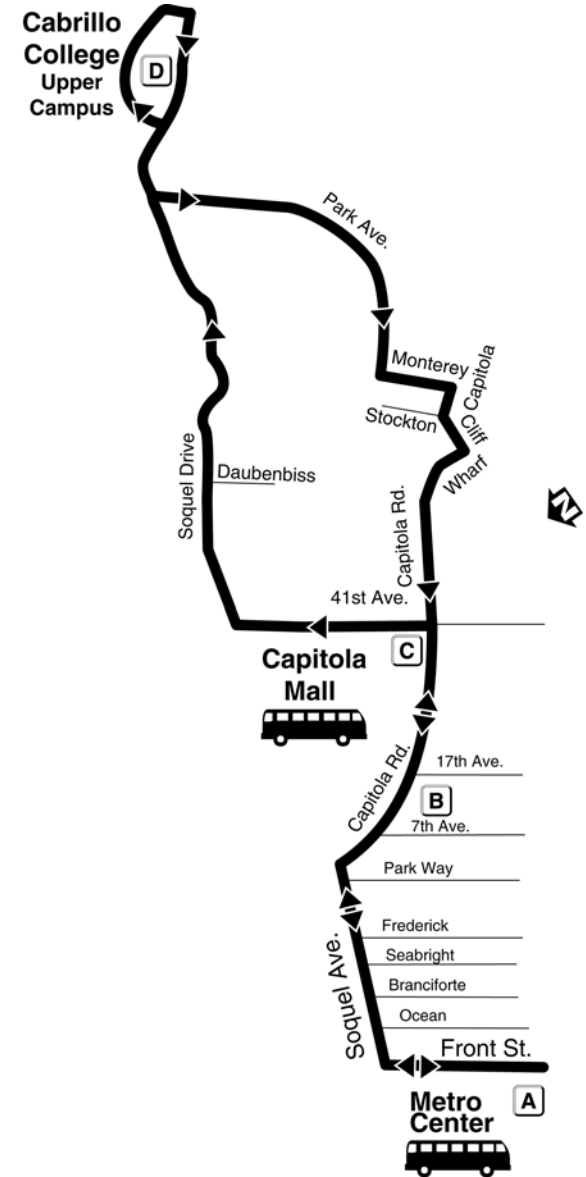 Cabrillo
College
Upper
Campus
D
Park Ave.
Monterey
Capitola
Stockton
Cliff
Wharf
Soquel Drive
Daubenbiss
Capitola Rd.
N
41st Ave.
C
Capitola
Mall
17th Ave.
Capitola Rd.
B
7th Ave.
Park Way
Frederick
Seabright
Soquel Ave.
Branciforte
Ocean
Front St.
Metro
Center
A